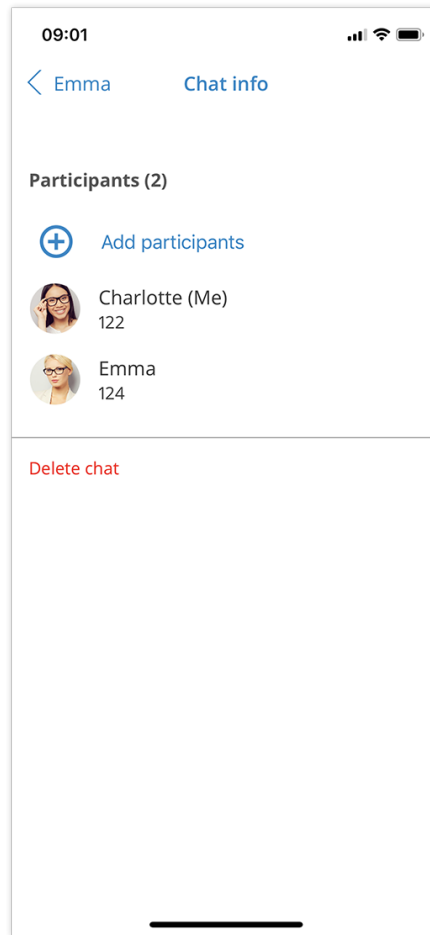 09:01
Emma Chat info
Participants (2)
Add participants
Charlotte (Me)
122
Emma
124
Delete chat